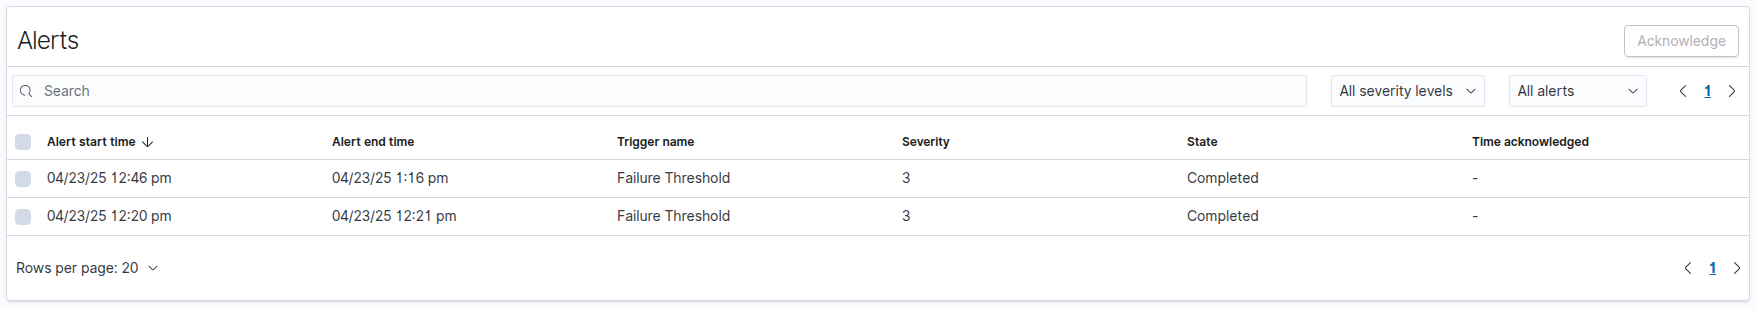 Alerts
Acknowledge
Search
All severity levels
All alerts
1
Alert start time Alert end time Trigger name Severity State Time acknowledged
04/23/25 12:46 pm 04/23/25 1:16 pm Failure Threshold 3 Completed -
04/23/25 12:20 pm 04/23/25 12:21 pm Failure Threshold 3 Completed -
Rows per page: 20
1